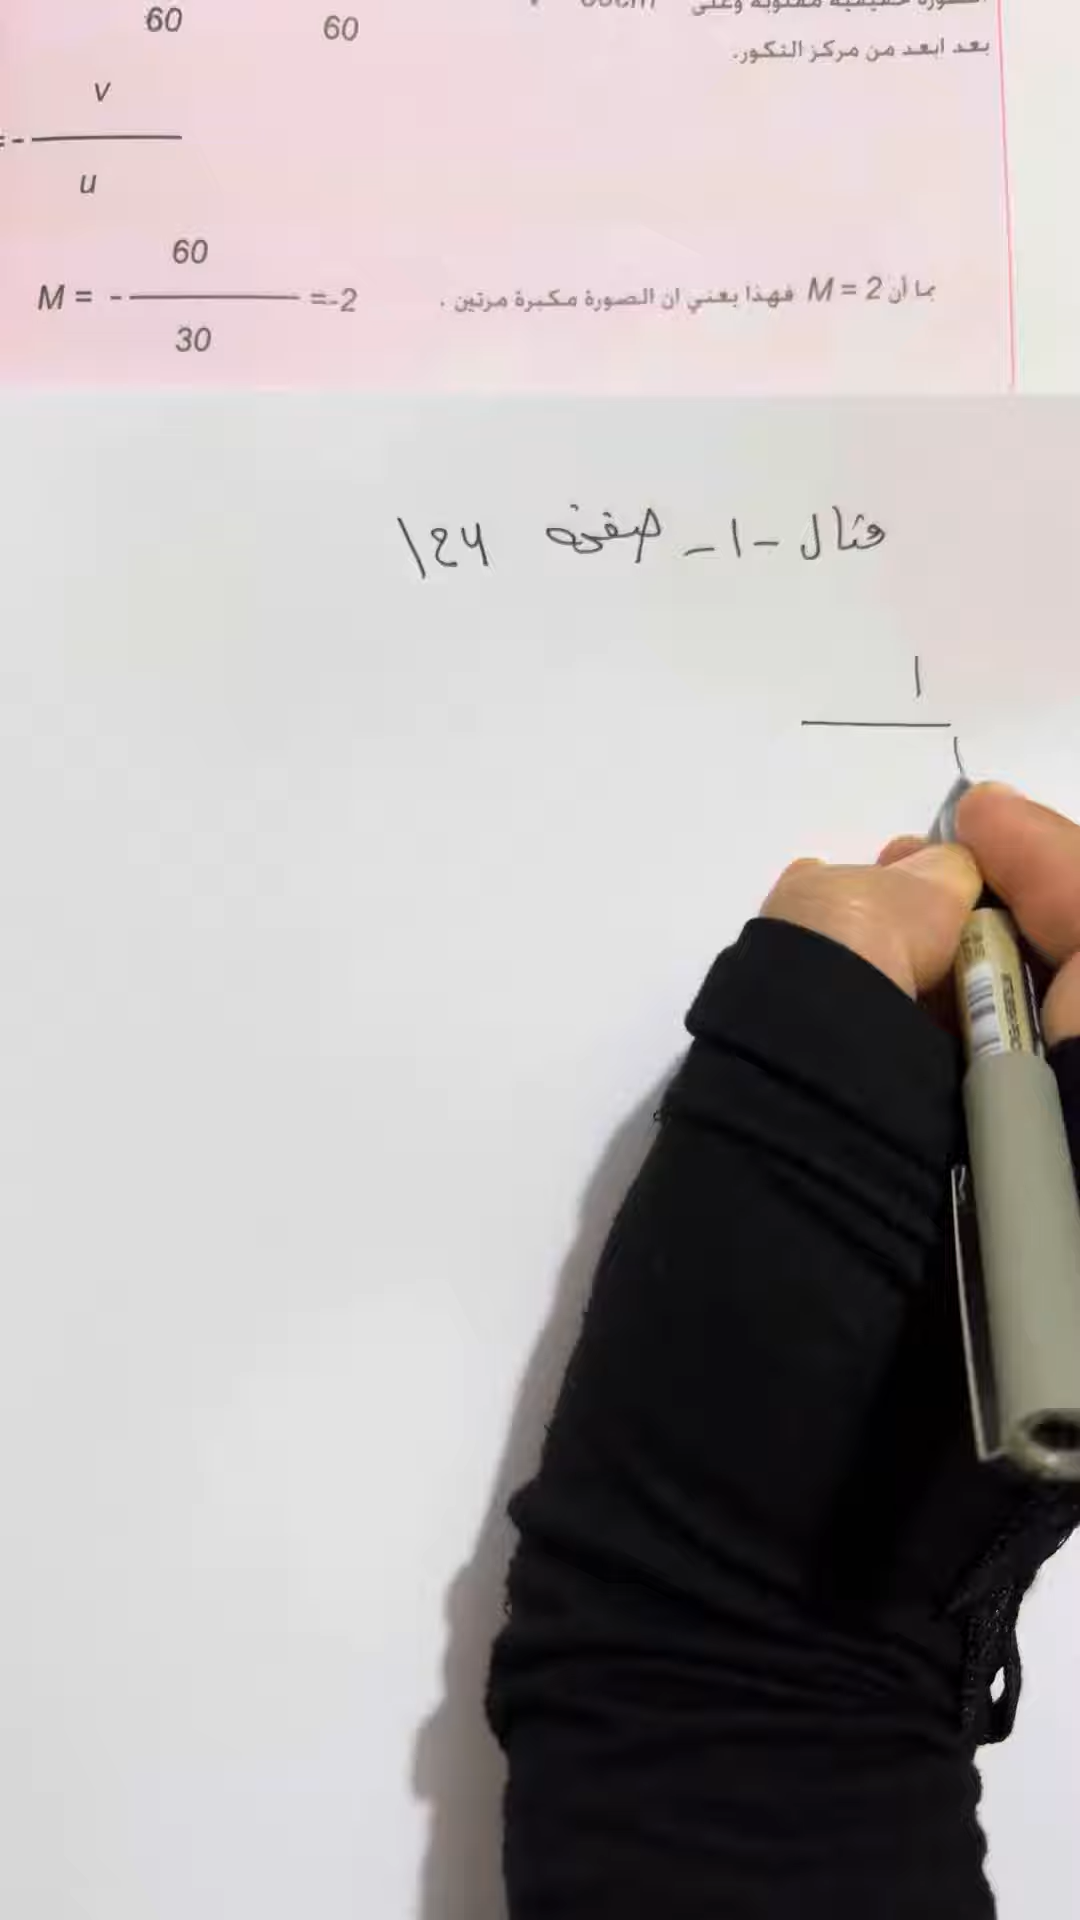 60 60
بعد ابعد من مركز التكور.
= - v
u
60
M = - =-2
30
بما أن M = 2 فهذا يعني ان الصورة مكبرة مرتين .
مثال -١- صفحة ١٢٤
١